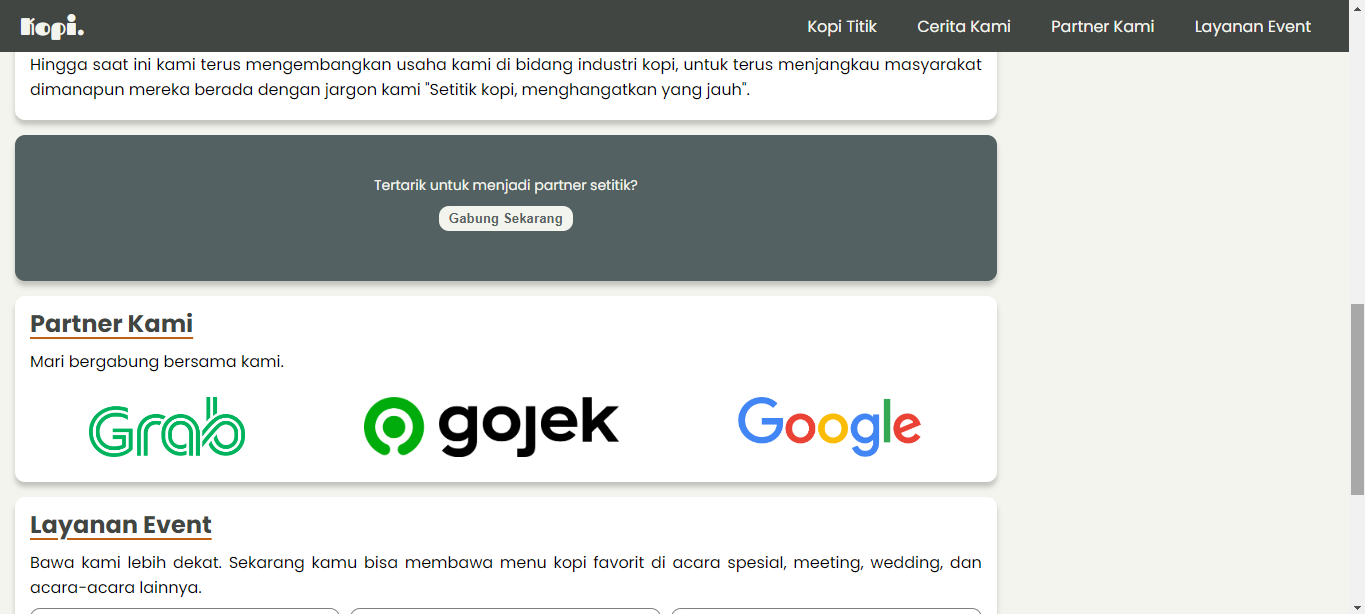 Kopi.
Kopi Titik
Cerita Kami
Partner Kami
Layanan Event
Hingga saat ini kami terus mengembangkan usaha kami di bidang industri kopi, untuk terus menjangkau masyarakat
dimanapun mereka berada dengan jargon kami "Setitik kopi, menghangatkan yang jauh".
Tertarik untuk menjadi partner setitik?
Gabung Sekarang
Partner Kami
Mari bergabung bersama kami.
Grab
gojek
Google
Layanan Event
Bawa kami lebih dekat. Sekarang kamu bisa membawa menu kopi favorit di acara spesial, meeting, wedding, dan
acara-acara lainnya.